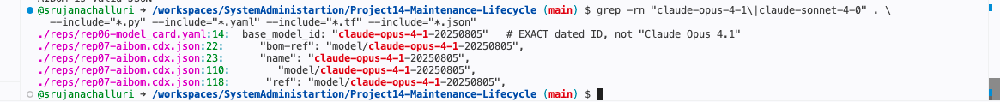 @srujanachalluri → /workspaces/SystemAdministartion/Project14-Maintenance-Lifecycle (main) $ grep -rn "claude-opus-4-1\|claude-sonnet-4-0" . \
--include="*.py" --include="*.yaml" --include="*.tf" --include="*.json"
./reps/rep06-model_card.yaml:14:  base_model_id: "claude-opus-4-1-20250805"   # EXACT dated ID, not "Claude Opus 4.1"
./reps/rep07-aibom.cdx.json:22:      "bom-ref": "model/claude-opus-4-1-20250805",
./reps/rep07-aibom.cdx.json:23:      "name": "claude-opus-4-1-20250805",
./reps/rep07-aibom.cdx.json:110:        "model/claude-opus-4-1-20250805",
./reps/rep07-aibom.cdx.json:118:      "ref": "model/claude-opus-4-1-20250805",
@srujanachalluri → /workspaces/SystemAdministartion/Project14-Maintenance-Lifecycle (main) $